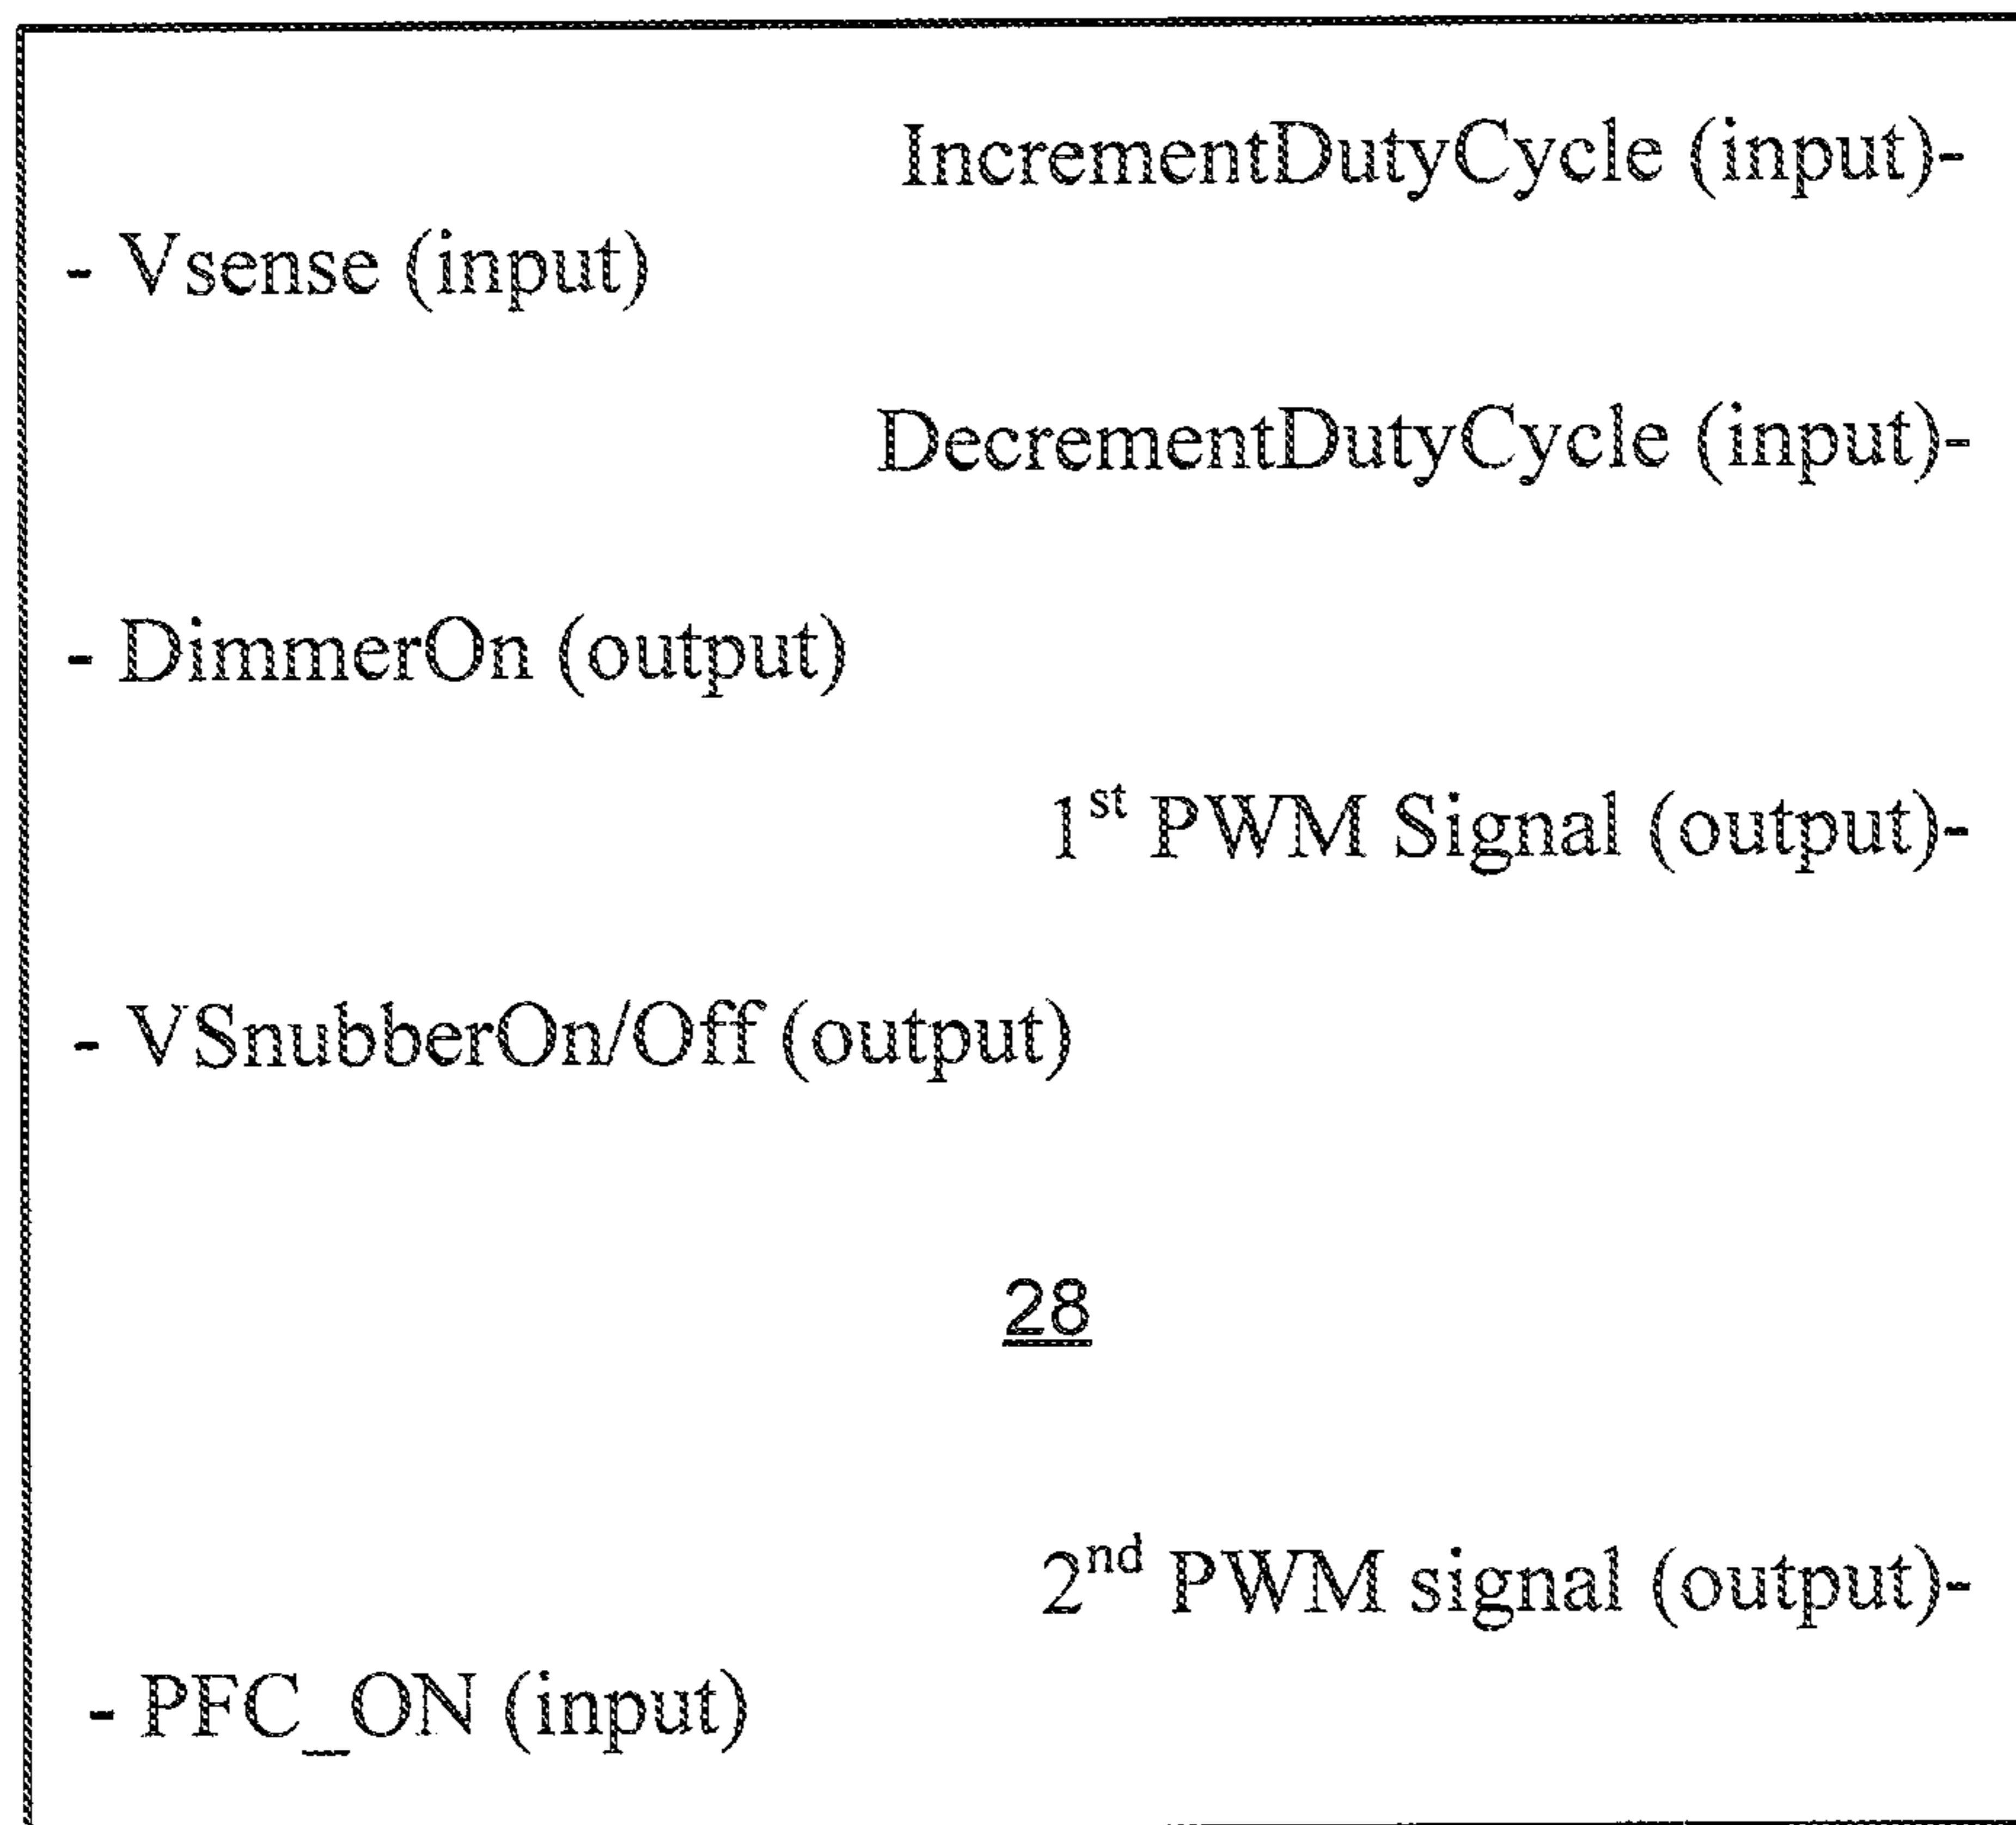 IncrementDutyCycle (input)-
- Vsense (input)
DecrementDutyCycle (input)-
- DimmerOn (output)
1st PWM Signal (output)-
- VSnubberOn/Off (output)
28
2nd PWM signal (output)-
- PFC_ON (input)